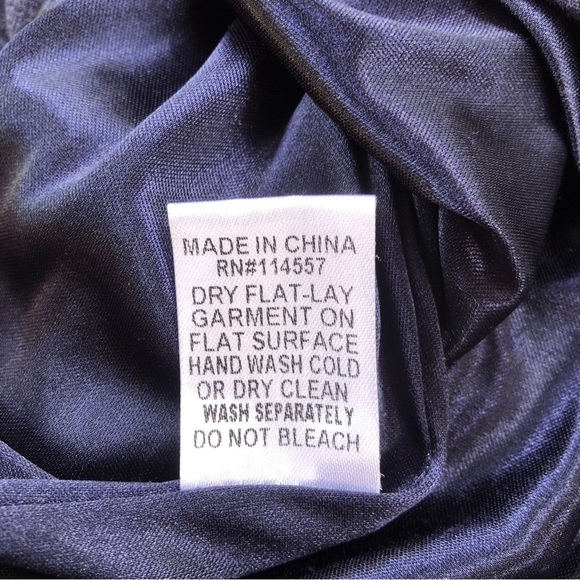 MADE IN CHINA
RN#114557
DRY FLAT-LAY
GARMENT ON
FLAT SURFACE
HAND WASH COLD
OR DRY CLEAN
WASH SEPARATELY
DO NOT BLEACH